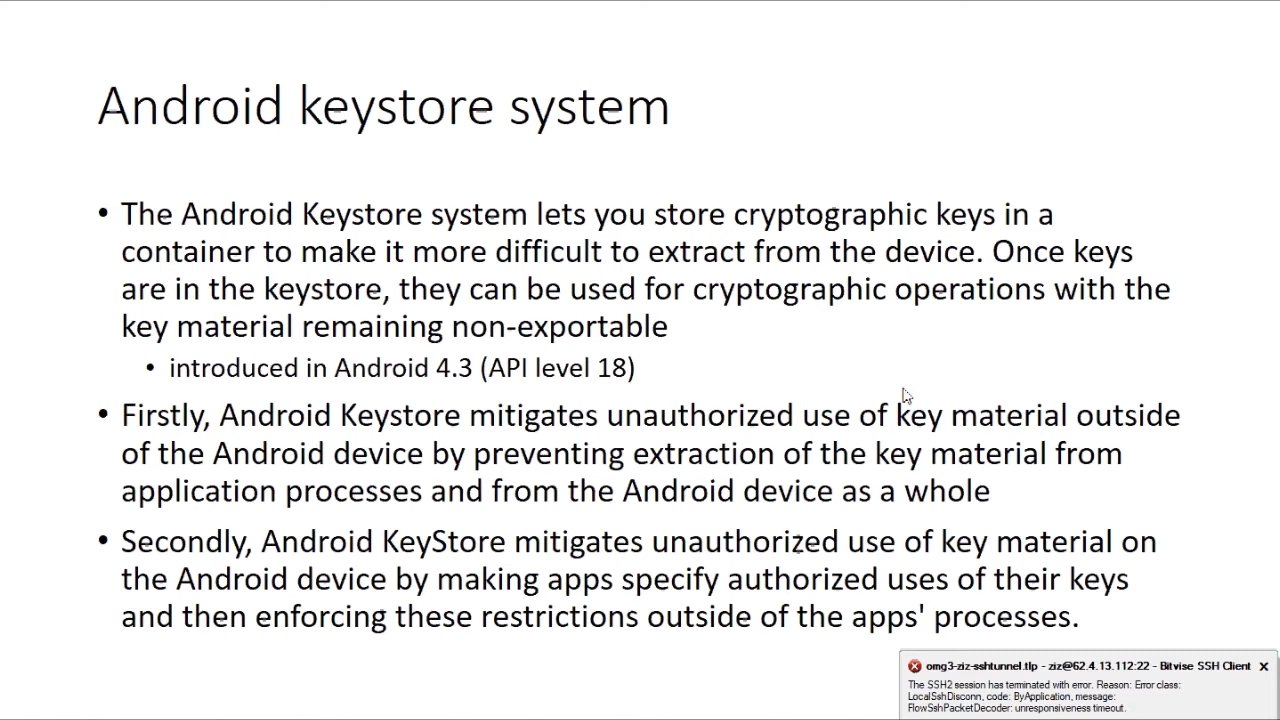 Android keystore system
• The Android Keystore system lets you store cryptographic keys in a
container to make it more difficult to extract from the device. Once keys
are in the keystore, they can be used for cryptographic operations with the
key material remaining non-exportable
• introduced in Android 4.3 (API level 18)
• Firstly, Android Keystore mitigates unauthorized use of key material outside
of the Android device by preventing extraction of the key material from
application processes and from the Android device as a whole
• Secondly, Android KeyStore mitigates unauthorized use of key material on
the Android device by making apps specify authorized uses of their keys
and then enforcing these restrictions outside of the apps' processes.
omg3-ziz-sshtunnel.tlp - ziz@62.4.13.112:22 - Bitvise SSH Client
The SSH2 session has terminated with error. Reason: Error class:
LocalSshDisconn, code: ByApplication, message:
FlowSshPacketDecoder: unresponsiveness timeout.